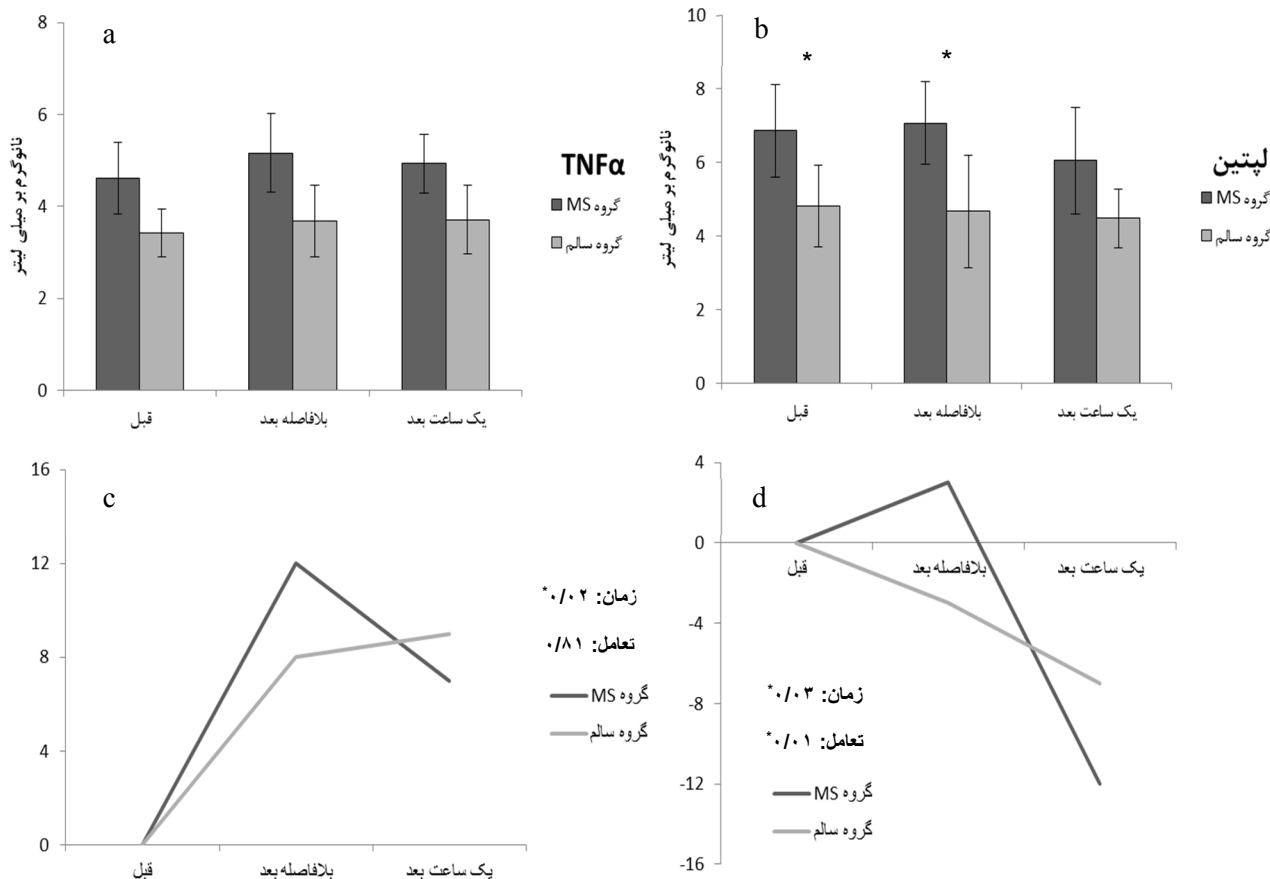 a
8
6
4
2
0
نانوگرم بر میلی لیتر
TNFα
گروه MS
گروه سالم
قبل
بلافاصله بعد
یک ساعت بعد
b
10
8
6
4
2
0
نانوگرم بر میلی لیتر
*
*
لپتین
گروه MS
گروه سالم
قبل
بلافاصله بعد
یک ساعت بعد
c
16
12
8
4
0
زمان: ۰/۰۲*
تعامل: ۰/۸۱
گروه MS
گروه سالم
قبل
بلافاصله بعد
یک ساعت بعد
d
4
0
-4
-8
-12
-16
قبل
بلافاصله بعد
یک ساعت بعد
زمان: ۰/۰۳*
تعامل: ۰/۰۱*
گروه MS
گروه سالم